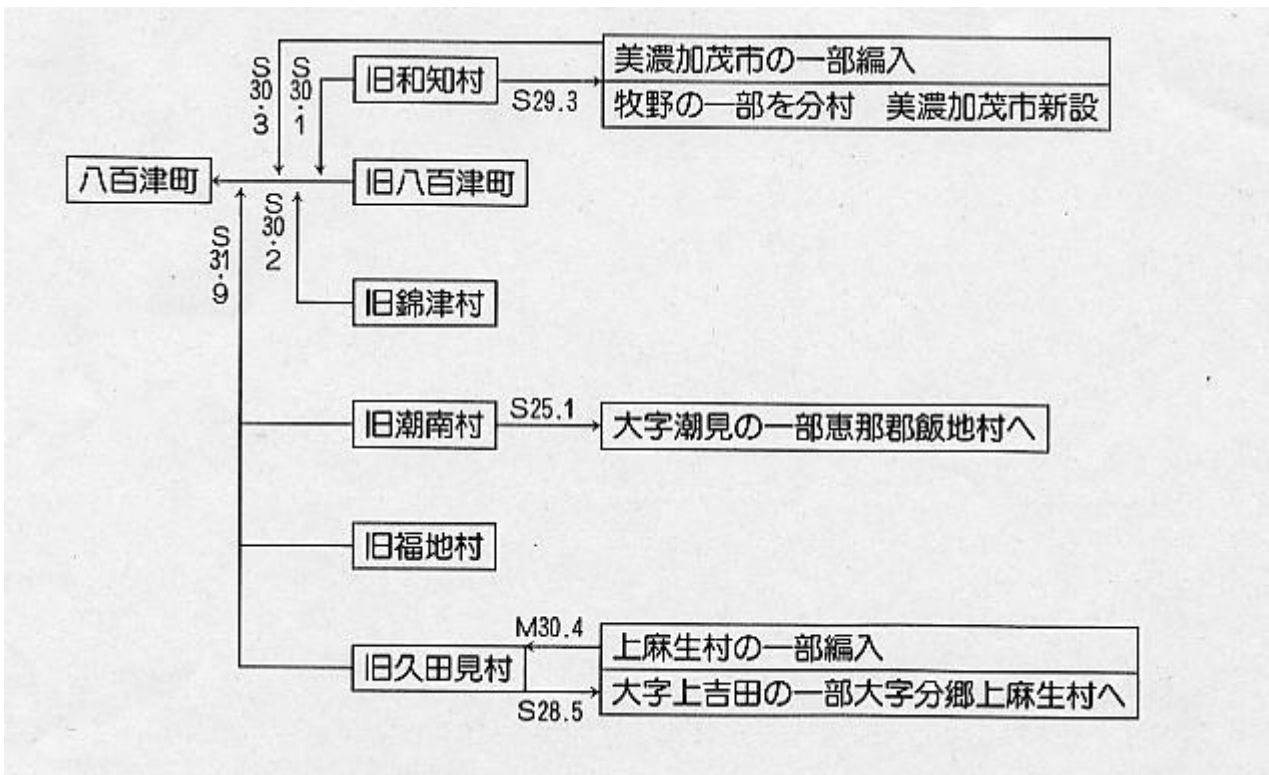 美濃加茂市の一部編入
牧野の一部を分村 美濃加茂市新設
旧和知村
S29.3
S30.3
S30.1
八百津町
旧八百津町
S30.2
S31.9
旧錦津村
旧潮南村
S25.1
大字潮見の一部恵那郡飯地村へ
旧福地村
M30.4
上麻生村の一部編入
旧久田見村
大字上吉田の一部大字分郷上麻生村へ
S28.5